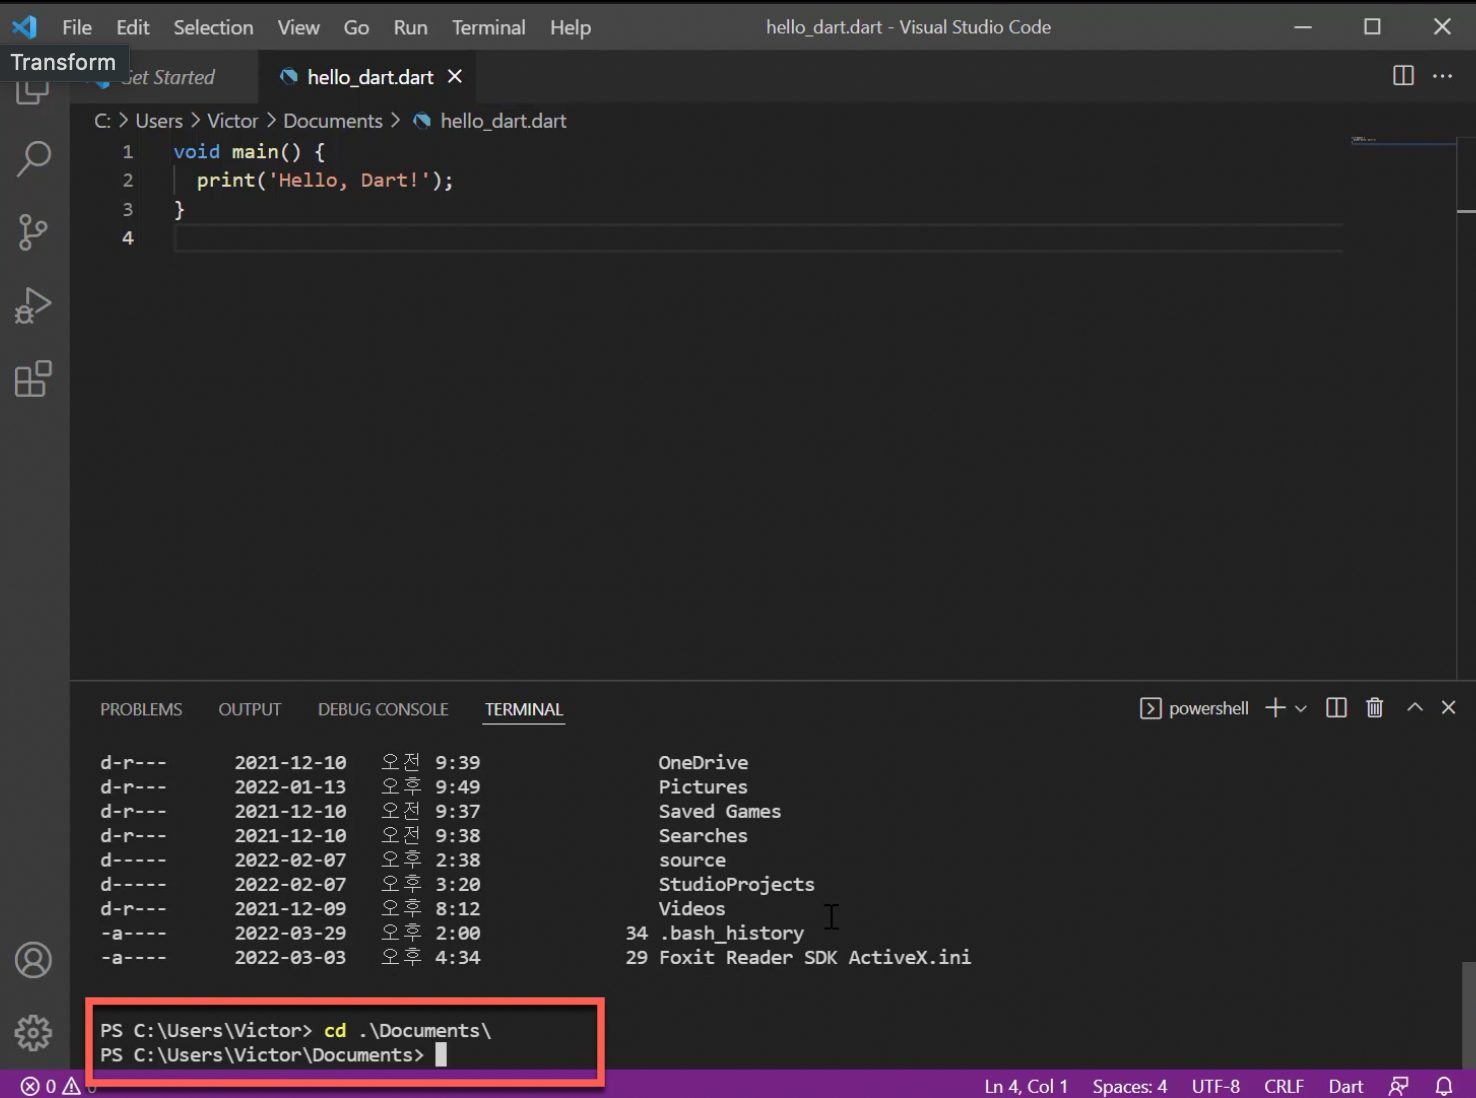 File Edit Selection View Go Run Terminal Help hello_dart.dart - Visual Studio Code
Transform
Get Started hello_dart.dart
C: > Users > Victor > Documents > hello_dart.dart
1 void main() {
2 print('Hello, Dart!');
3 }
4
PROBLEMS OUTPUT DEBUG CONSOLE TERMINAL powershell
d-r--- 2021-12-10 오전 9:39 OneDrive
d-r--- 2022-01-13 오후 9:49 Pictures
d-r--- 2021-12-10 오전 9:37 Saved Games
d-r--- 2021-12-10 오전 9:38 Searches
d----- 2022-02-07 오후 2:38 source
d----- 2022-02-07 오후 3:20 StudioProjects
d-r--- 2021-12-09 오후 8:12 Videos
-a---- 2022-03-29 오후 2:00 34 .bash_history
-a---- 2022-03-03 오후 4:34 29 Foxit Reader SDK ActiveX.ini
PS C:\Users\Victor> cd .\Documents\
PS C:\Users\Victor\Documents>
0 0 Ln 4, Col 1 Spaces: 4 UTF-8 CRLF Dart